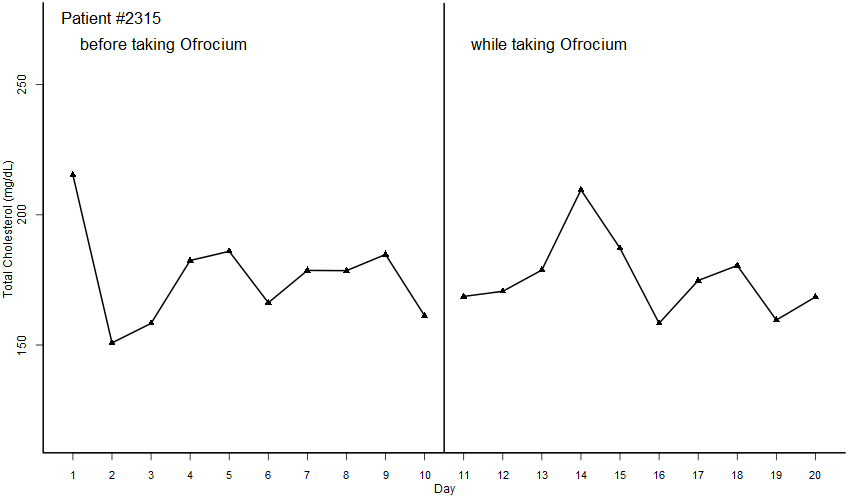 Patient #2315
before taking Ofrocium
while taking Ofrocium
Total Cholesterol (mg/dL)
250
200
150
1 2 3 4 5 6 7 8 9 10 11 12 13 14 15 16 17 18 19 20
Day